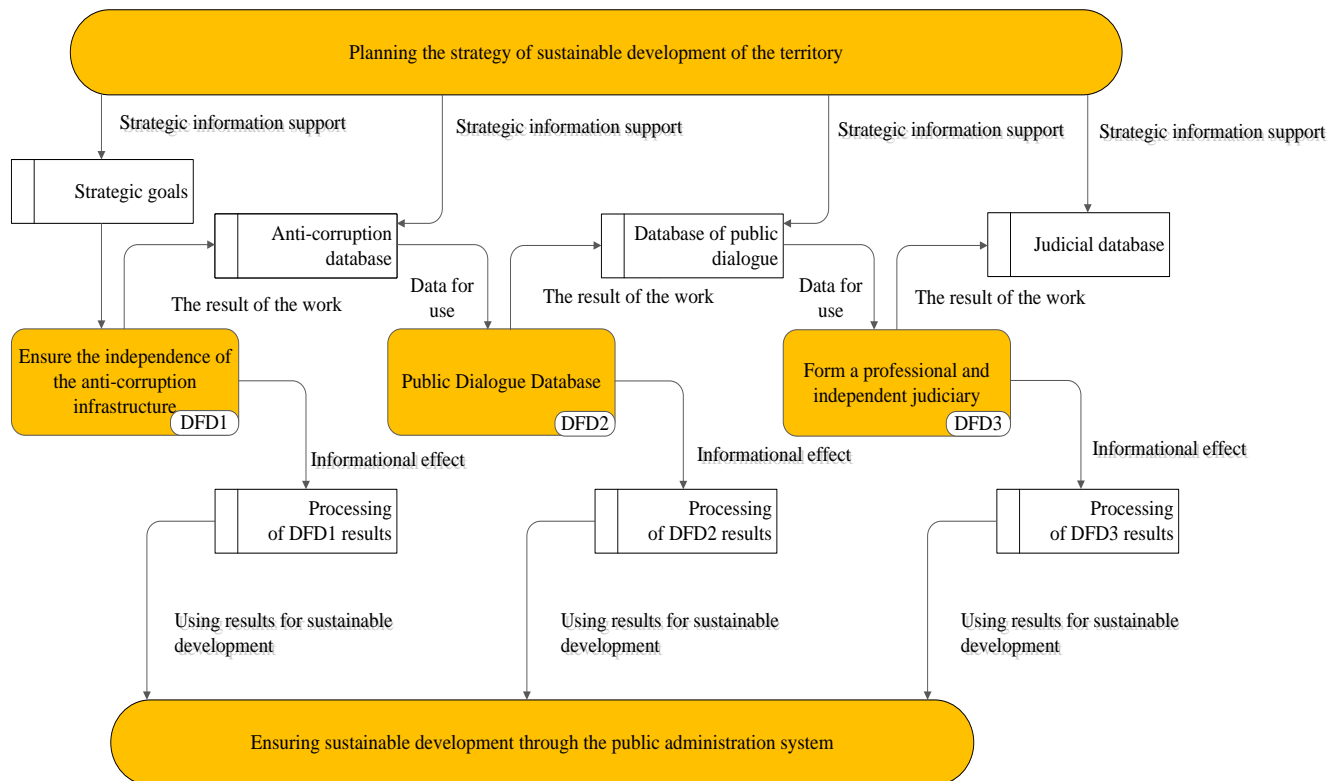 Planning the strategy of sustainable development of the territory
Strategic information support
Strategic information support
Strategic information support
Strategic information support
Strategic goals
Anti-corruption
database
Database of public
dialogue
Judicial database
The result of the work
Data for
use
The result of the work
Data for
use
The result of the work
Ensure the independence of
the anti-corruption
infrastructure
DFD1
Public Dialogue Database
DFD2
Form a professional and
independent judiciary
DFD3
Informational effect
Informational effect
Informational effect
Processing
of DFD1 results
Processing
of DFD2 results
Processing
of DFD3 results
Using results for sustainable
development
Using results for sustainable
development
Using results for sustainable
development
Ensuring sustainable development through the public administration system